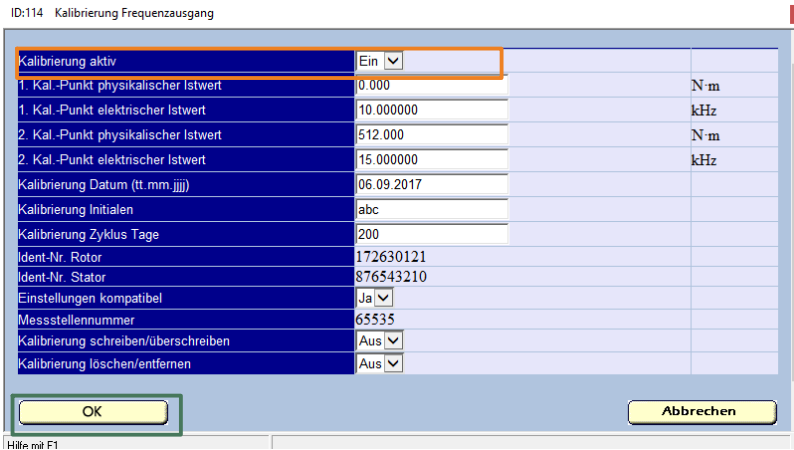 ID:114 Kalibrierung Frequenzausgang
Kalibrierung aktiv Ein
1. Kal.-Punkt physikalischer Istwert 0.000 N·m
1. Kal.-Punkt elektrischer Istwert 10.000000 kHz
2. Kal.-Punkt physikalischer Istwert 512.000 N·m
2. Kal.-Punkt elektrischer Istwert 15.000000 kHz
Kalibrierung Datum (tt.mm.jjjj) 06.09.2017
Kalibrierung Initialen abc
Kalibrierung Zyklus Tage 200
Ident-Nr. Rotor 172630121
Ident-Nr. Stator 876543210
Einstellungen kompatibel Ja
Messstellennummer 65535
Kalibrierung schreiben/überschreiben Aus
Kalibrierung löschen/entfernen Aus
OK Abbrechen
Hilfe mit F1